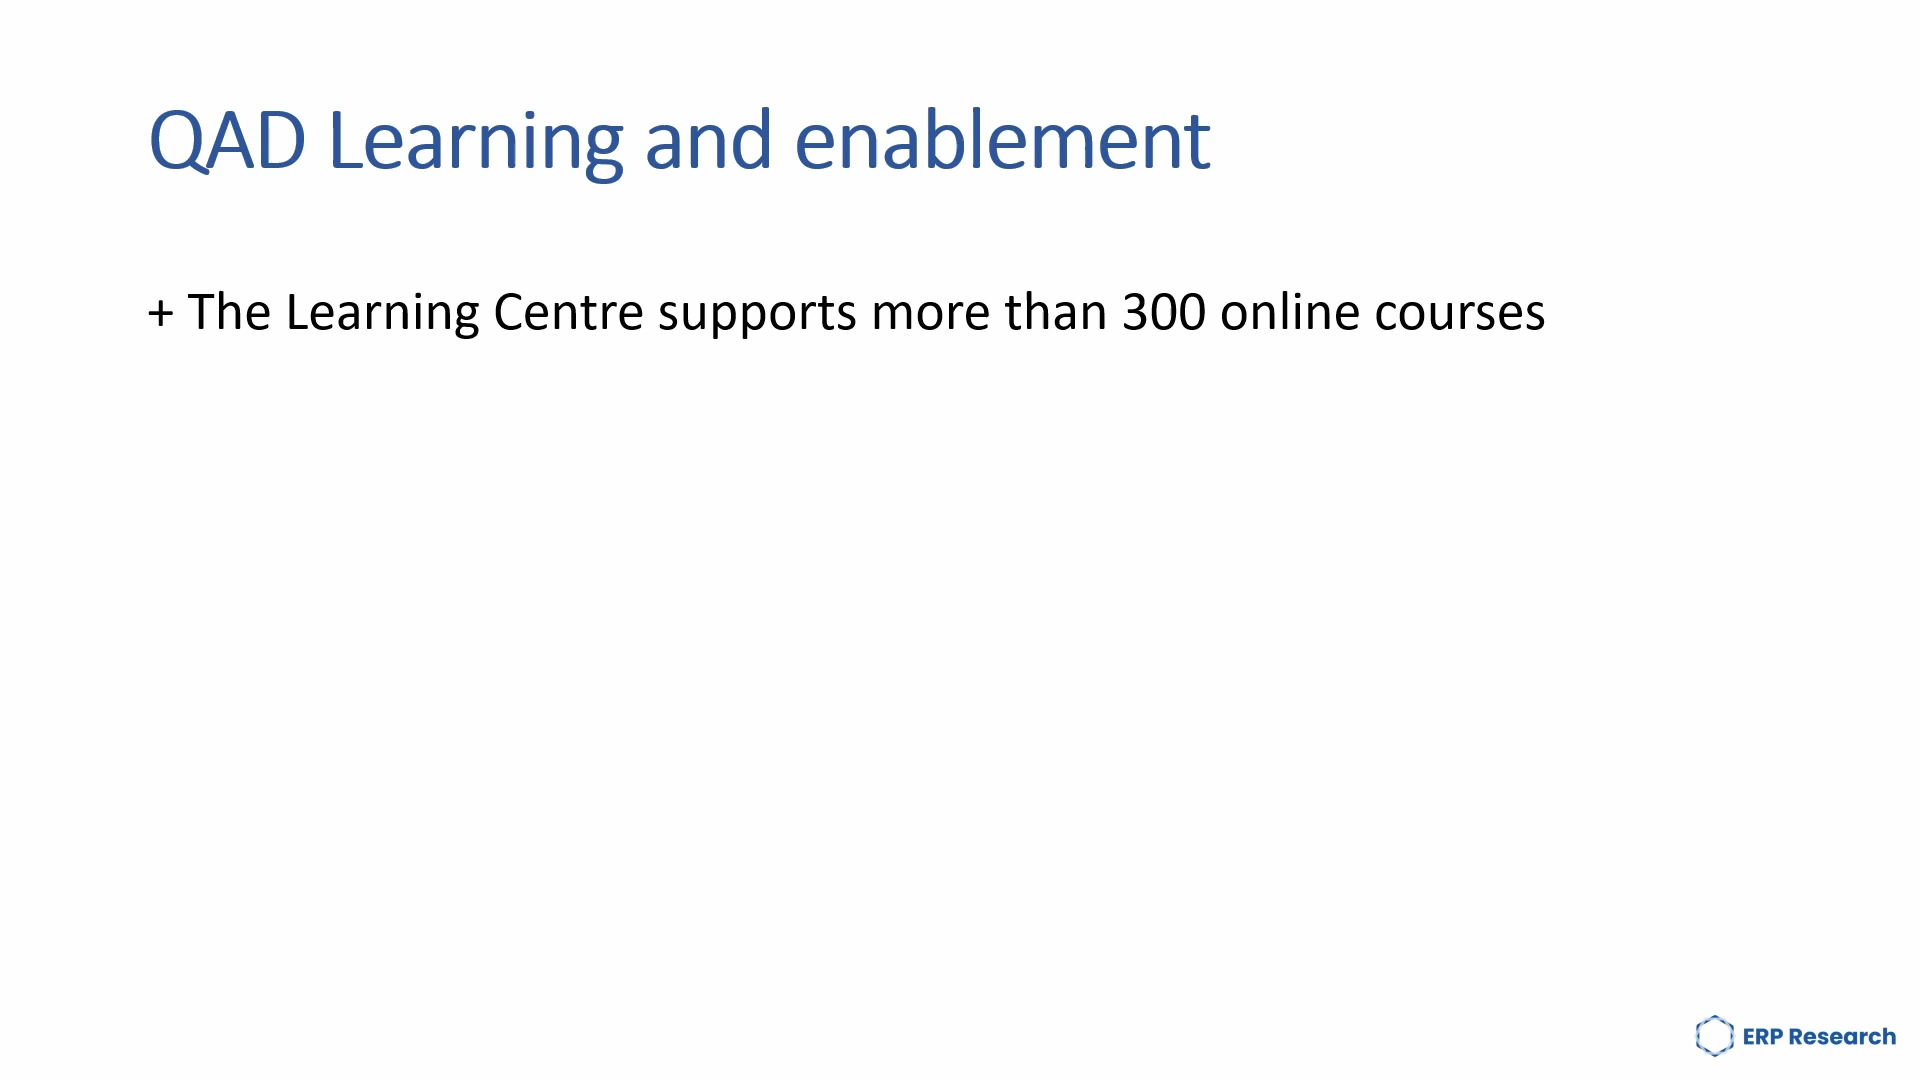 QAD Learning and enablement
+ The Learning Centre supports more than 300 online courses
ERP Research